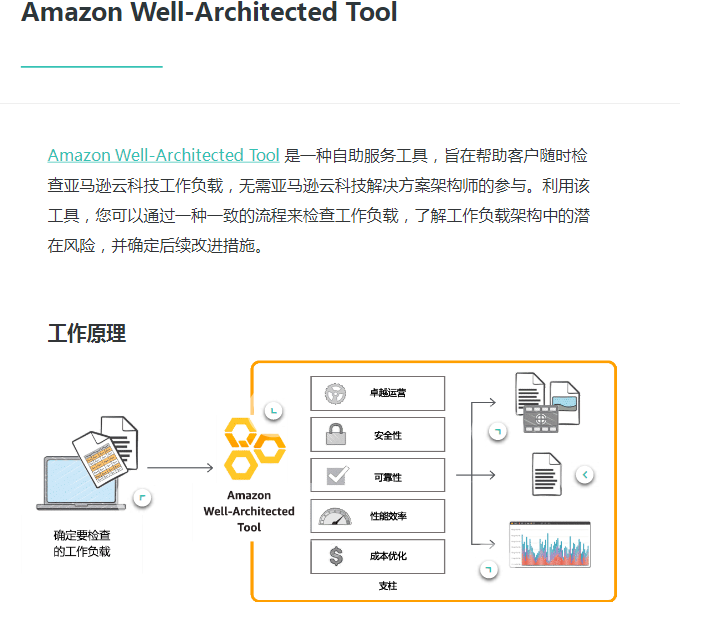 Amazon Well-Architected Tool
Amazon Well-Architected Tool 是一种自助服务工具，旨在帮助客户随时检
查亚马逊云科技工作负载，无需亚马逊云科技解决方案架构师的参与。利用该
工具，您可以通过一种一致的流程来检查工作负载，了解工作负载架构中的潜
在风险，并确定后续改进措施。
工作原理
确定要检查
的工作负载
Amazon
Well-Architected
Tool
卓越运营
安全性
可靠性
性能效率
成本优化
支柱